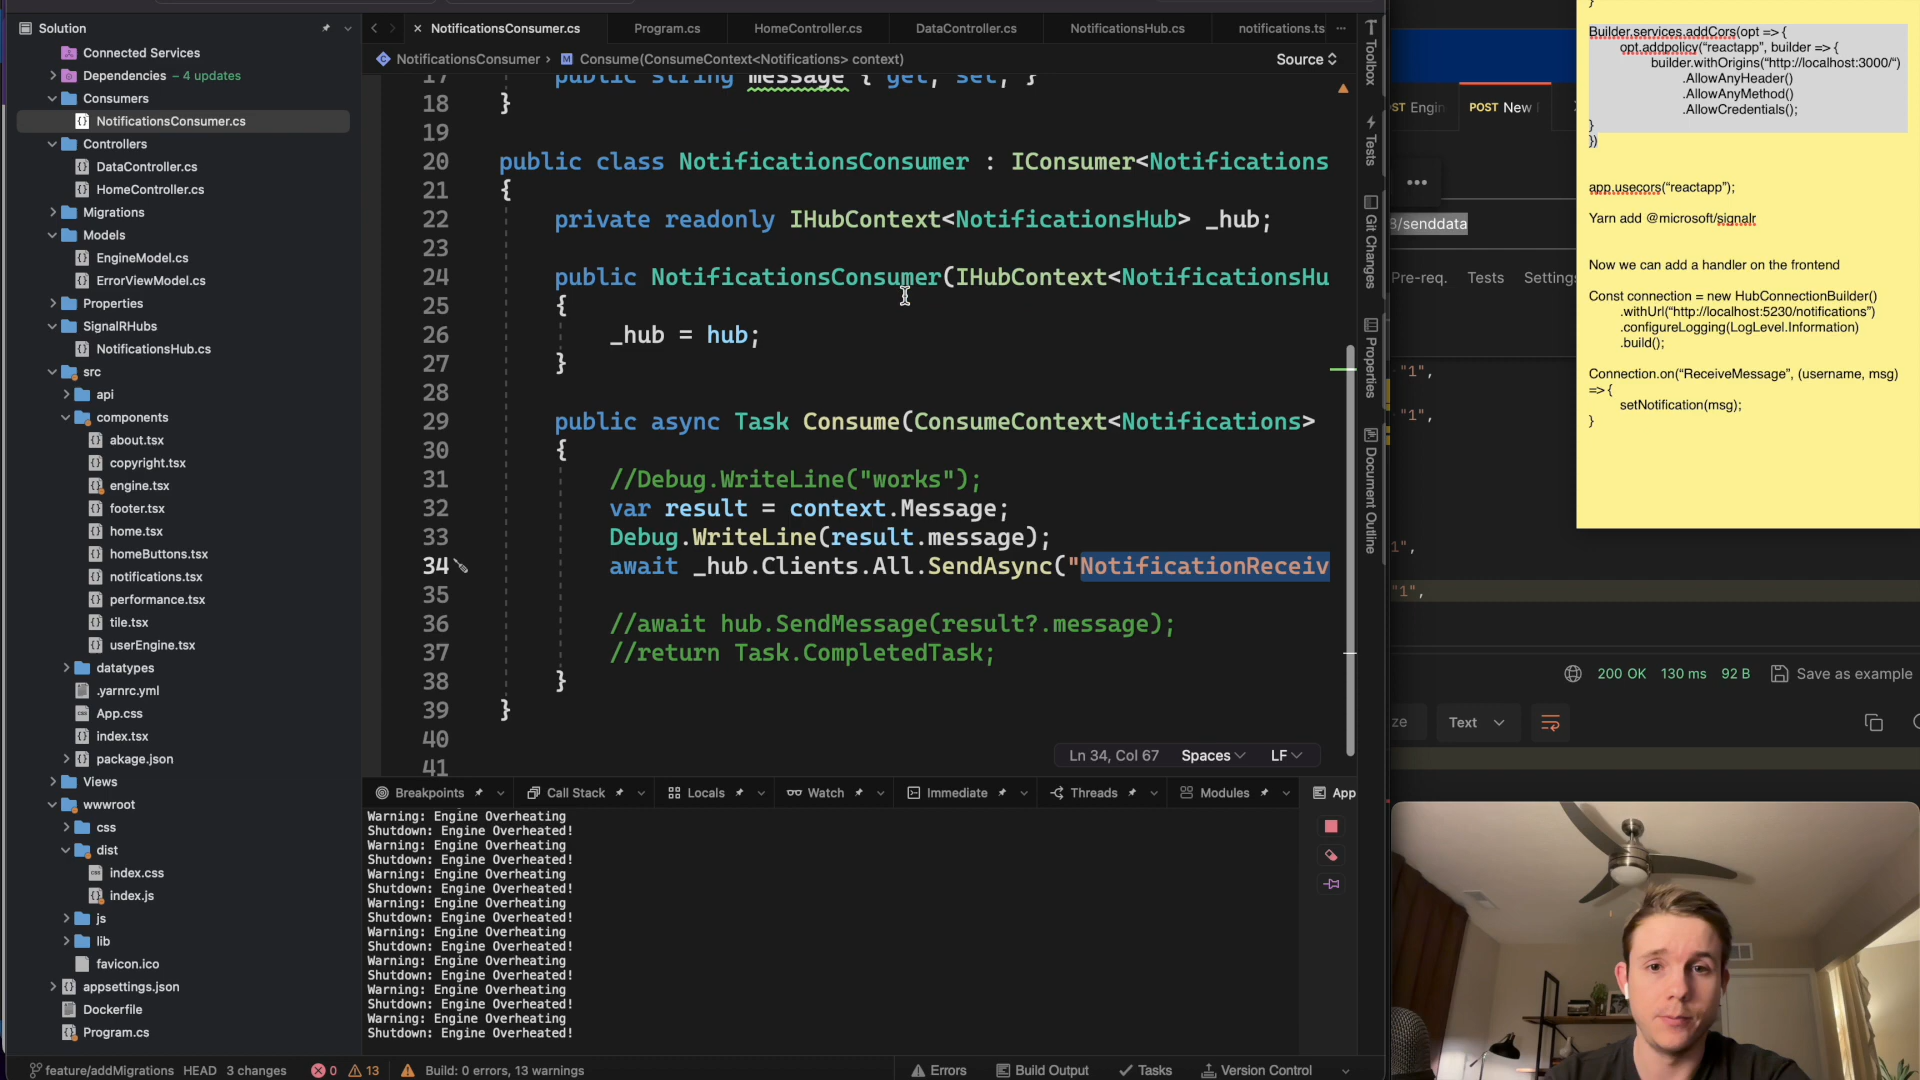 Solution
Connected Services
Dependencies – 4 updates
Consumers
NotificationsConsumer.cs
Controllers
DataController.cs
HomeController.cs
Migrations
Models
EngineModel.cs
ErrorViewModel.cs
Properties
SignalRHubs
NotificationsHub.cs
src
api
components
about.tsx
copyright.tsx
engine.tsx
footer.tsx
home.tsx
homeButtons.tsx
notifications.tsx
performance.tsx
tile.tsx
userEngine.tsx
datatypes
.yarnrc.yml
App.css
index.tsx
package.json
Views
wwwroot
css
dist
index.css
index.js
js
lib
favicon.ico
appsettings.json
Dockerfile
Program.cs
NotificationsConsumer.cs Program.cs HomeController.cs DataController.cs NotificationsHub.cs notifications.ts
NotificationsConsumer > Consume(ConsumeContext<Notifications> context) Source
17 public string message { get; set; }
18 }
19
20 public class NotificationsConsumer : IConsumer<Notifications
21 {
22 private readonly IHubContext<NotificationsHub> _hub;
23
24 public NotificationsConsumer(IHubContext<NotificationsHu
25 {
26 _hub = hub;
27 }
28
29 public async Task Consume(ConsumeContext<Notifications>
30 {
31 //Debug.WriteLine("works");
32 var result = context.Message;
33 Debug.WriteLine(result.message);
34 await _hub.Clients.All.SendAsync("NotificationReceiv
35
36 //await hub.SendMessage(result?.message);
37 //return Task.CompletedTask;
38 }
39 }
40
41
Ln 34, Col 67 Spaces LF
Toolbox
Tests
Git Changes
Properties
Document Outline
Breakpoints Call Stack Locals Watch Immediate Threads Modules App
Warning: Engine Overheating
Shutdown: Engine Overheated!
Warning: Engine Overheating
Shutdown: Engine Overheated!
Warning: Engine Overheating
Shutdown: Engine Overheated!
Warning: Engine Overheating
Shutdown: Engine Overheated!
Warning: Engine Overheating
Shutdown: Engine Overheated!
Warning: Engine Overheating
Shutdown: Engine Overheated!
Warning: Engine Overheating
Shutdown: Engine Overheated!
Warning: Engine Overheating
Shutdown: Engine Overheated!
feature/addMigrations HEAD 3 changes 0 13 Build: 0 errors, 13 warnings Errors Build Output Tasks Version Control
ST Engin POST New
8/senddata
Pre-req. Tests Settings
"1",
"1",
1",
"1",
200 OK 130 ms 92 B Save as example
ze Text
}
Builder.services.addCors(opt => {
opt.addpolicy("reactapp", builder => {
builder.withOrigins("http://localhost:3000/")
.AllowAnyHeader()
.AllowAnyMethod()
.AllowCredentials();
}
})
app.usecors("reactapp");
Yarn add @microsoft/signalr
Now we can add a handler on the frontend
Const connection = new HubConnectionBuilder()
.withUrl("http://localhost:5230/notifications")
.configureLogging(LogLevel.Information)
.build();
Connection.on("ReceiveMessage", (username, msg)
=> {
setNotification(msg);
}